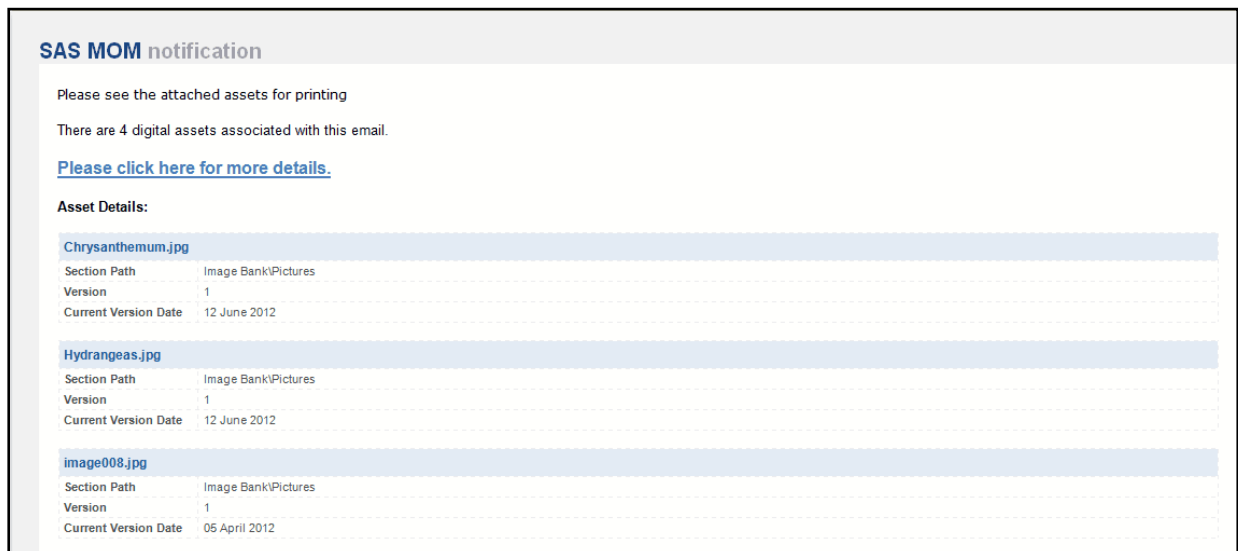 SAS MOM notification
Please see the attached assets for printing
There are 4 digital assets associated with this email.
Please click here for more details.
Asset Details:
Chrysanthemum.jpg
Section Path Image Bank\Pictures
Version 1
Current Version Date 12 June 2012
Hydrangeas.jpg
Section Path Image Bank\Pictures
Version 1
Current Version Date 12 June 2012
image008.jpg
Section Path Image Bank\Pictures
Version 1
Current Version Date 05 April 2012